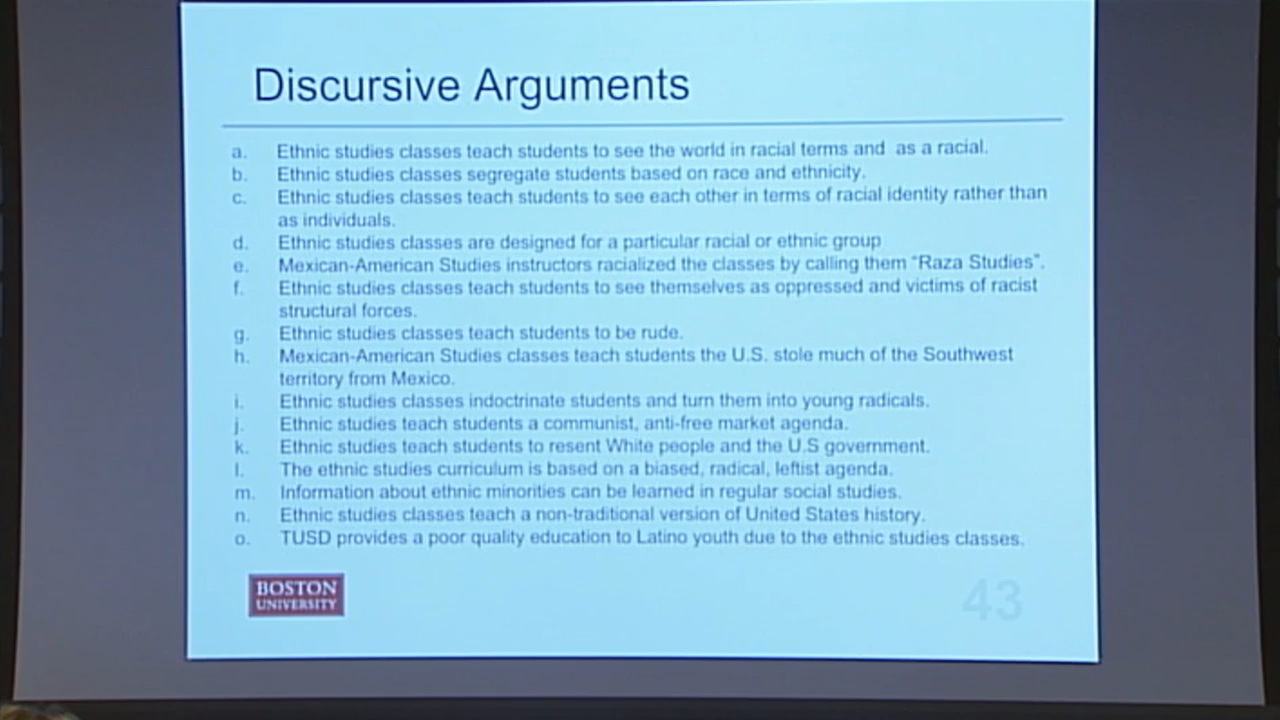 Discursive Arguments
a. Ethnic studies classes teach students to see the world in racial terms and as a racial.
b. Ethnic studies classes segregate students based on race and ethnicity.
c. Ethnic studies classes teach students to see each other in terms of racial identity rather than
as individuals.
d. Ethnic studies classes are designed for a particular racial or ethnic group
e. Mexican-American Studies instructors racialized the classes by calling them "Raza Studies".
f. Ethnic studies classes teach students to see themselves as oppressed and victims of racist
structural forces.
g. Ethnic studies classes teach students to be rude.
h. Mexican-American Studies classes teach students the U.S. stole much of the Southwest
territory from Mexico.
i. Ethnic studies classes indoctrinate students and turn them into young radicals.
j. Ethnic studies teach students a communist, anti-free market agenda.
k. Ethnic studies teach students to resent White people and the U.S government.
l. The ethnic studies curriculum is based on a biased, radical, leftist agenda.
m. Information about ethnic minorities can be learned in regular social studies.
n. Ethnic studies classes teach a non-traditional version of United States history.
o. TUSD provides a poor quality education to Latino youth due to the ethnic studies classes.
BOSTON
UNIVERSITY
43